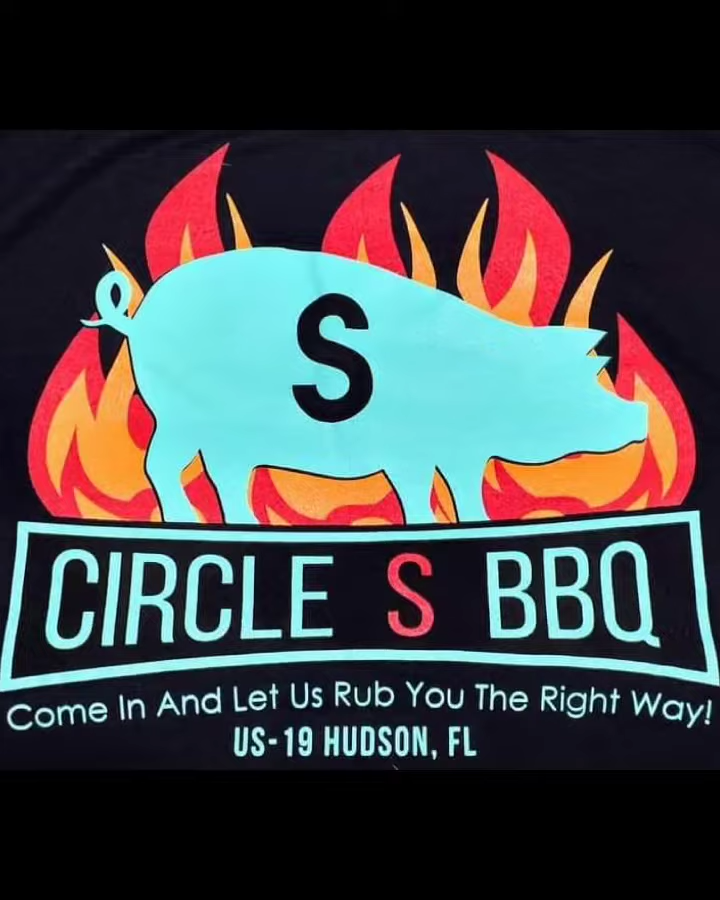 S
CIRCLE S BBQ
Come In And Let Us Rub You The Right Way!
US-19 HUDSON, FL